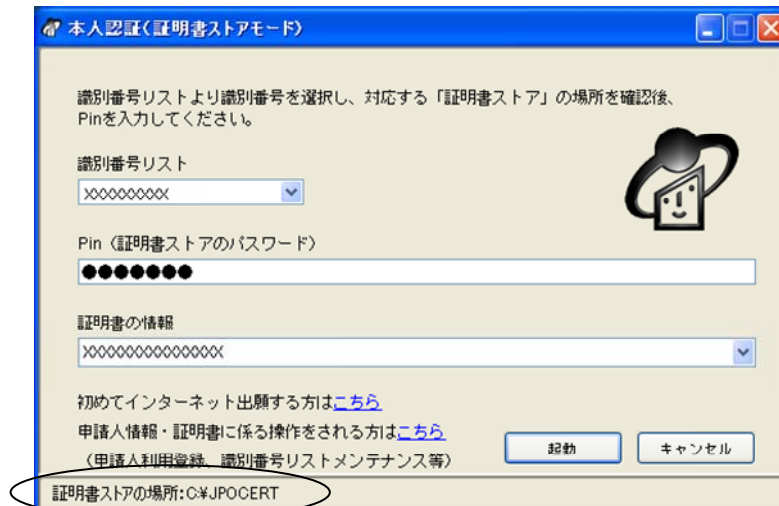 本人認証(証明書ストアモード)
識別番号リストより識別番号を選択し、対応する「証明書ストア」の場所を確認後、
Pinを入力してください。
識別番号リスト
XXXXXXXXX
Pin（証明書ストアのパスワード）
●●●●●●●
証明書の情報
XXXXXXXXXXXXXXX
初めてインターネット出願する方はこちら
申請人情報・証明書に係る操作をされる方はこちら
（申請人利用登録、識別番号リストメンテナンス等）
起動
キャンセル
証明書ストアの場所:C:¥JPOCERT